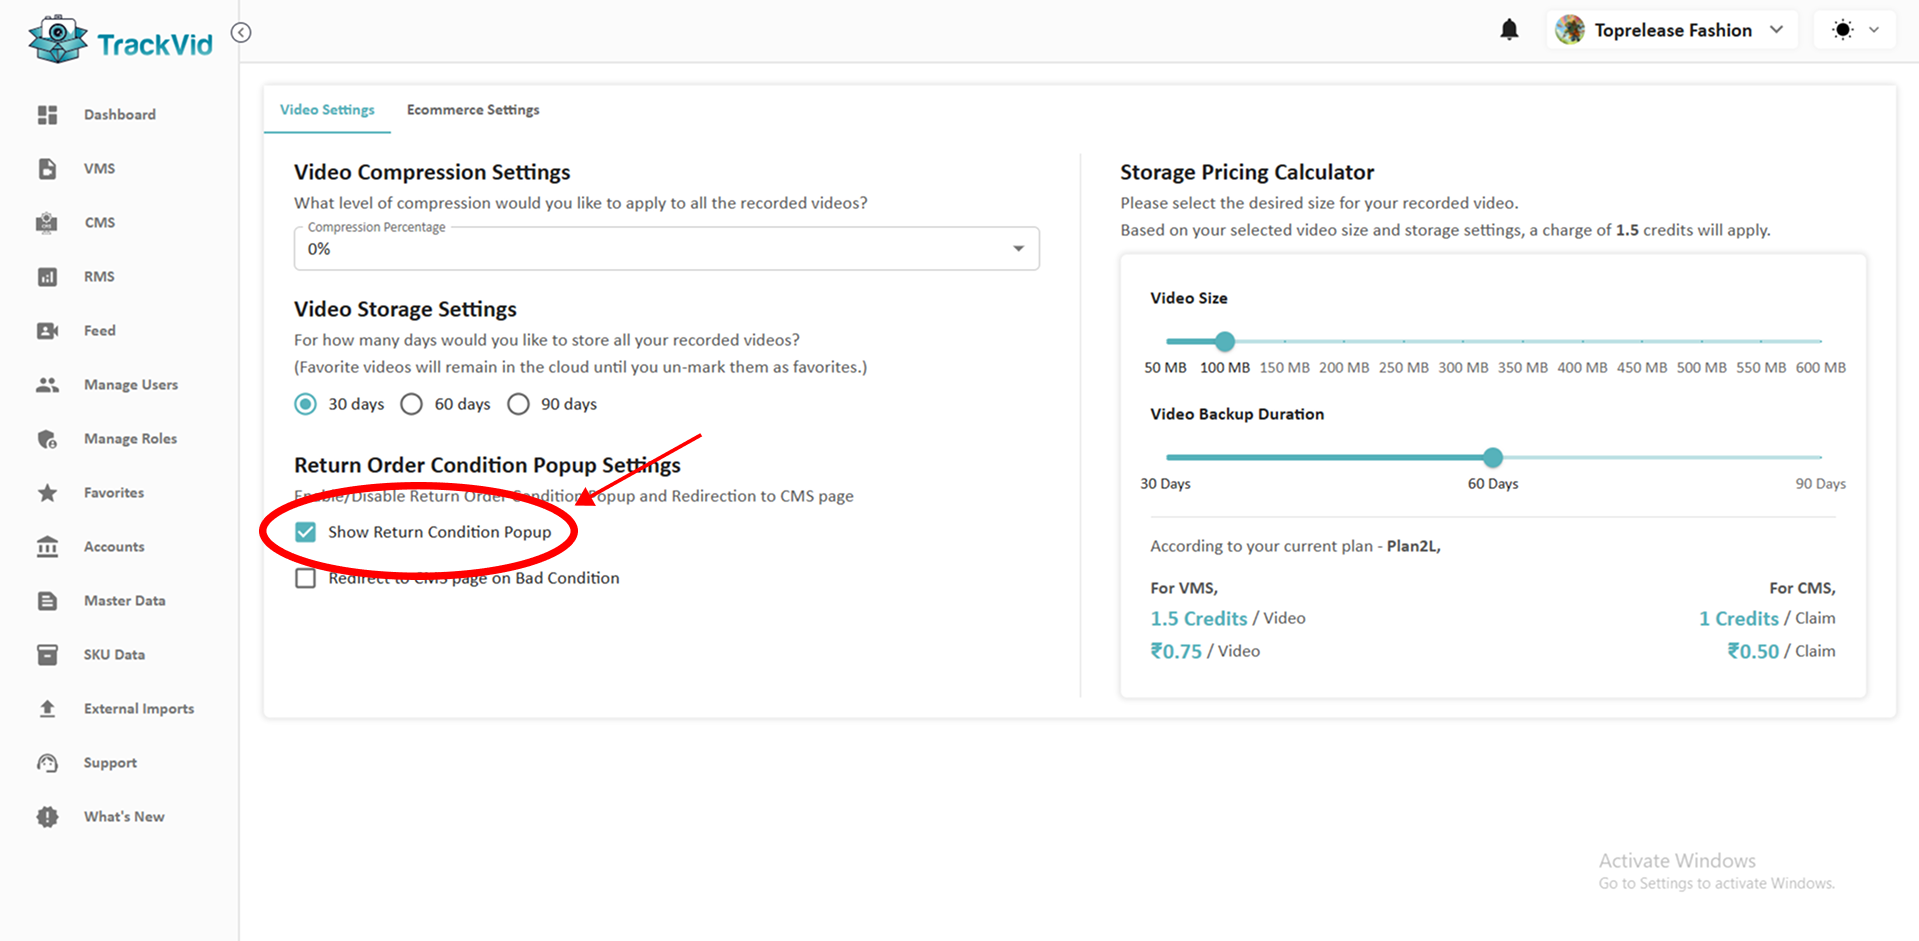 TrackVid
Toprelease Fashion
Dashboard
VMS
CMS
RMS
Feed
Manage Users
Manage Roles
Favorites
Accounts
Master Data
SKU Data
External Imports
Support
What's New
Video Settings
Ecommerce Settings
Video Compression Settings
What level of compression would you like to apply to all the recorded videos?
Compression Percentage
0%
Video Storage Settings
For how many days would you like to store all your recorded videos?
(Favorite videos will remain in the cloud until you un-mark them as favorites.)
30 days
60 days
90 days
Return Order Condition Popup Settings
Enable/Disable Return Order Condition Popup and Redirection to CMS page
Show Return Condition Popup
Redirect to CMS page on Bad Condition
Storage Pricing Calculator
Please select the desired size for your recorded video.
Based on your selected video size and storage settings, a charge of 1.5 credits will apply.
Video Size
50 MB 100 MB 150 MB 200 MB 250 MB 300 MB 350 MB 400 MB 450 MB 500 MB 550 MB 600 MB
Video Backup Duration
30 Days 60 Days 90 Days
According to your current plan - Plan2L,
For VMS, For CMS,
1.5 Credits / Video 1 Credits / Claim
₹0.75 / Video ₹0.50 / Claim
Activate Windows
Go to Settings to activate Windows.